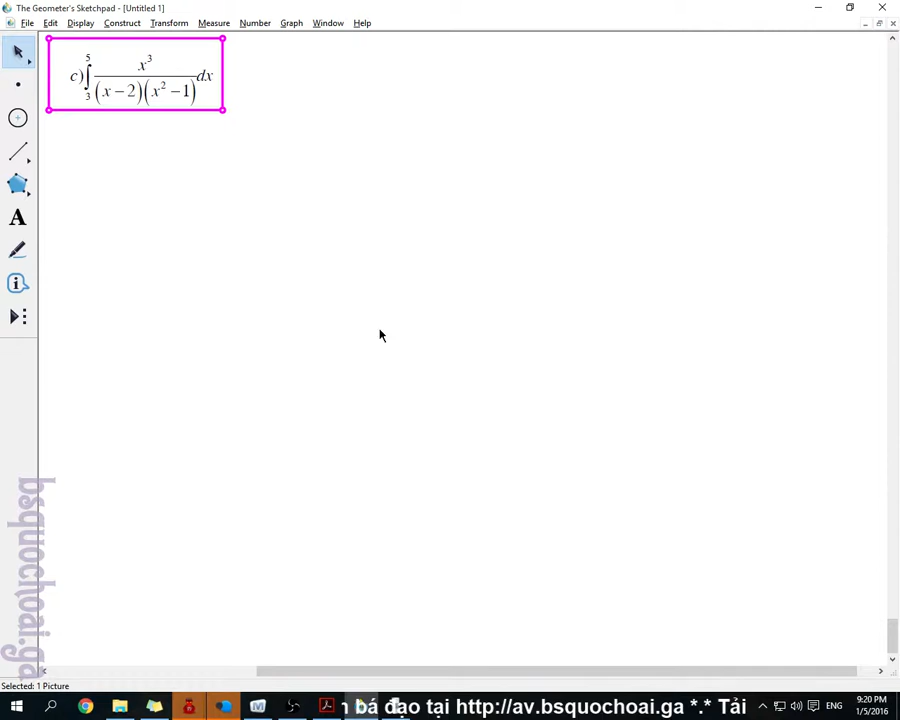 The Geometer's Sketchpad - [Untitled 1]
File Edit Display Construct Transform Measure Number Graph Window Help
c) ∫₃⁵ x³ / ((x − 2)(x² − 1)) dx
A
bsquochoai.ga
Selected: 1 Picture
bá đạo tại http://av.bsquochoai.ga *.* Tải
9:20 PM
1/5/2016